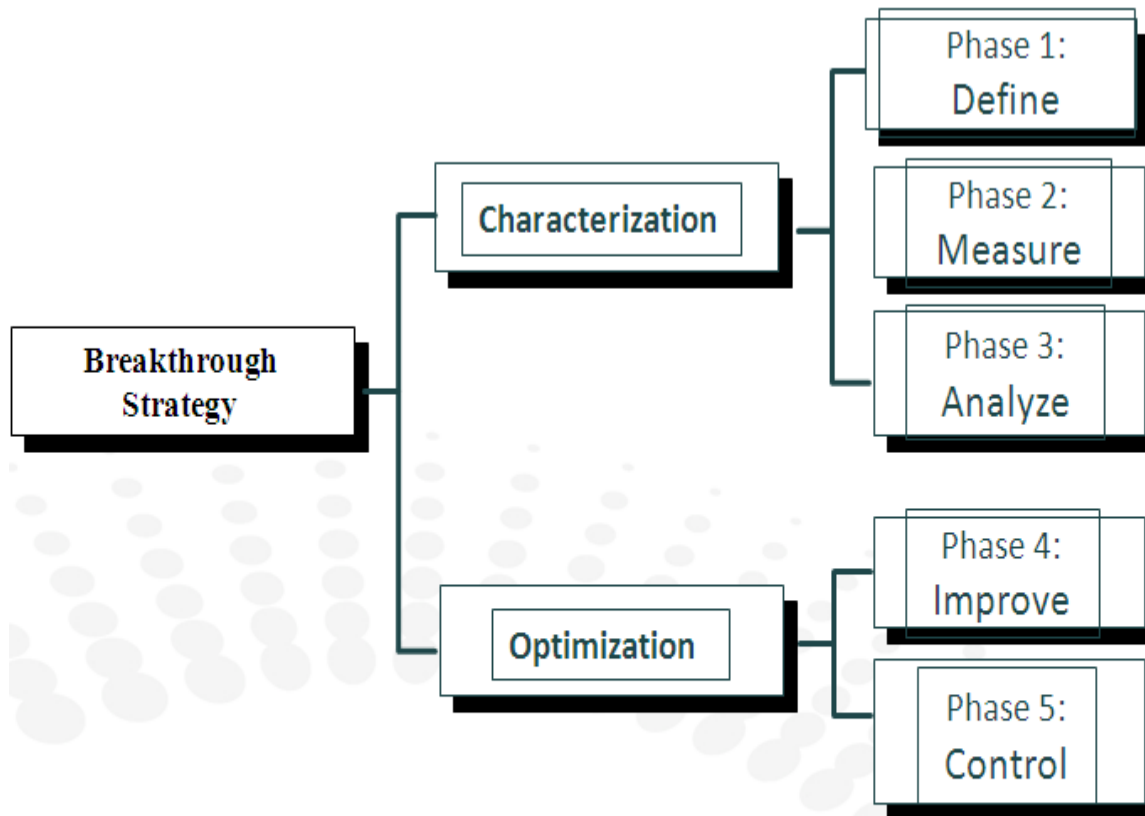 Breakthrough
Strategy
Characterization
Phase 1:
Define
Phase 2:
Measure
Phase 3:
Analyze
Optimization
Phase 4:
Improve
Phase 5:
Control